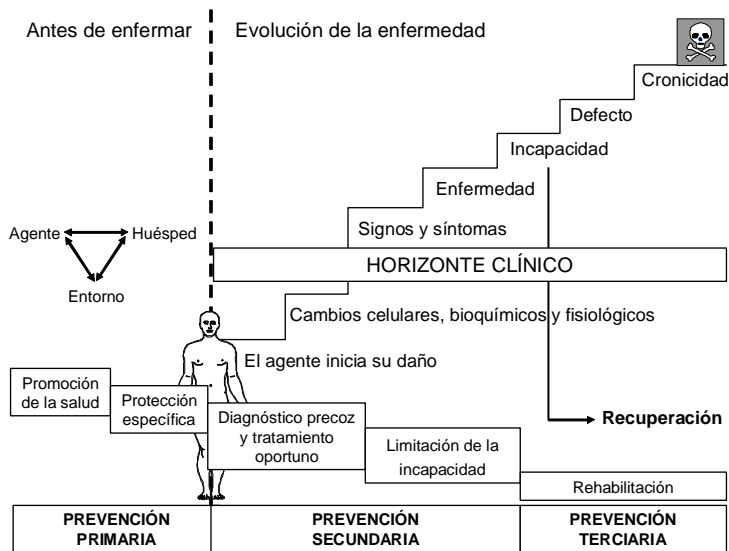 Antes de enfermar
Evolución de la enfermedad
Cronicidad
Defecto
Incapacidad
Enfermedad
Signos y síntomas
Agente
Huésped
Entorno
HORIZONTE CLÍNICO
Cambios celulares, bioquímicos y fisiológicos
El agente inicia su daño
Promoción
de la salud
Protección
específica
Diagnóstico precoz
y tratamiento
oportuno
Limitación de la
incapacidad
Recuperación
Rehabilitación
PREVENCIÓN
PRIMARIA
PREVENCIÓN
SECUNDARIA
PREVENCIÓN
TERCIARIA